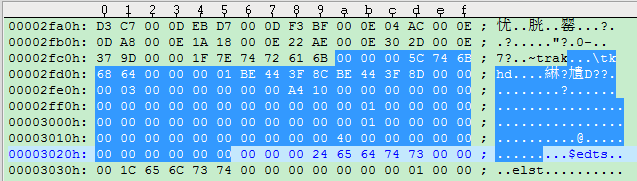 0 1 2 3 4 5 6 7 8 9 a b c d e f
00002fa0h: D3 C7 00 0D EB D7 00 0D F3 BF 00 0E 04 AC 00 0E ; 忧..脱..罂...?.
00002fb0h: 0D A8 00 0E 1A 18 00 0E 22 AE 00 0E 30 2D 00 0E ; .?....."?.0-..
00002fc0h: 37 9D 00 00 1F 7E 74 72 61 6B 00 00 00 5C 74 6B ; 7?..~trak...\tk
00002fd0h: 68 64 00 00 00 01 BE 44 3F 8C BE 44 3F 8D 00 00 ; hd....綝?尵D??.
00002fe0h: 00 03 00 00 00 00 00 00 A4 10 00 00 00 00 00 00 ; ........?.......
00002ff0h: 00 00 00 00 00 00 00 00 00 00 00 00 01 00 00 00 ; ................
00003000h: 00 00 00 00 00 00 00 00 00 00 00 00 01 00 00 00 ; ................
00003010h: 00 00 00 00 00 00 00 00 00 00 40 00 00 00 00 00 ; ..........@.....
00003020h: 00 00 00 00 00 00 00 00 00 24 65 64 74 73 00 00 ; .........$edts..
00003030h: 00 1C 65 6C 73 74 00 00 00 00 00 00 00 01 00 00 ; ..elst..........